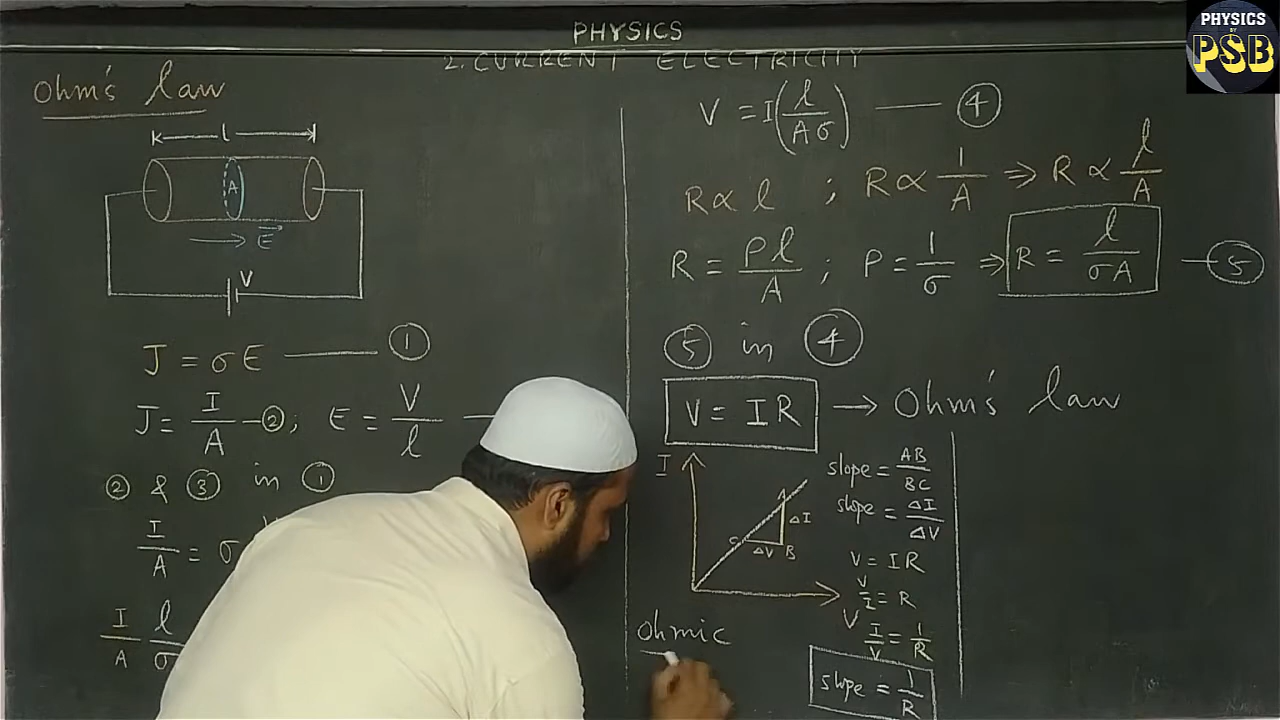 PHYSICS
BY
PSB
PHYSICS
2. CURRENT ELECTRICITY
Ohm's law
l
A
E⃗
V
J = σE —— ①
J = I/A — ②; E = V/l —
② & ③ in ①
I/A = σ
I/A l/σ
V = I(l/Aσ) —— ④
R ∝ l ; R ∝ 1/A ⇒ R ∝ l/A
R = ρl/A ; ρ = 1/σ ⇒ R = l/σA — ⑤
⑤ in ④
V = IR → Ohm's law
I
A
ΔI
C
ΔV B
V
Ohmic
slope = AB/BC
slope = ΔI/ΔV
V = IR
V/I = R
I/V = 1/R
slope = 1/R